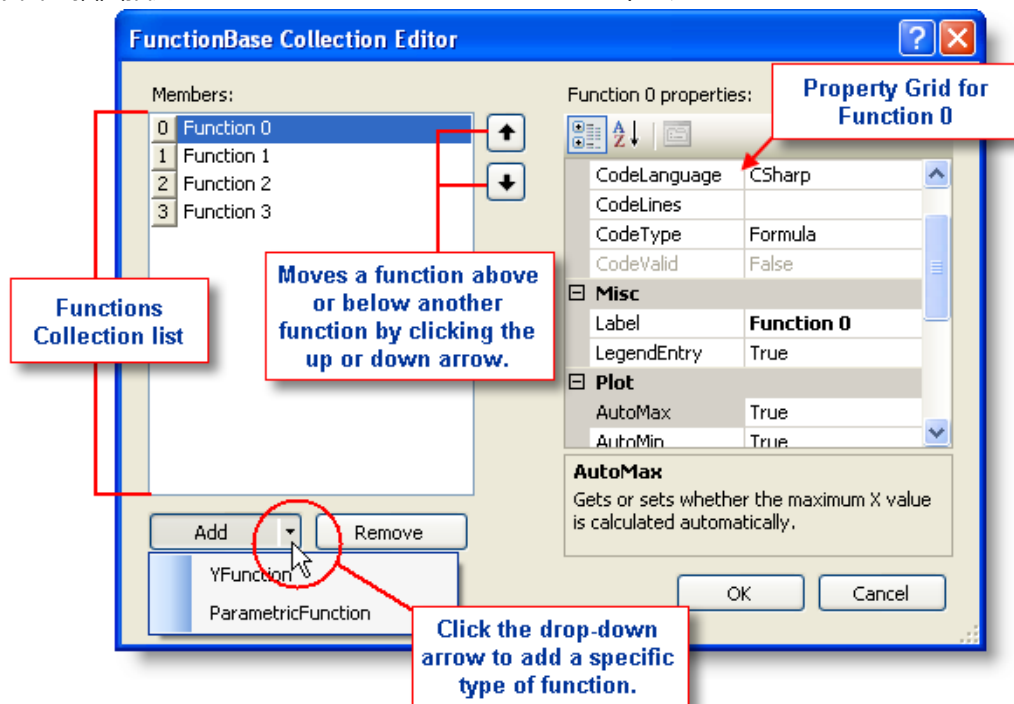 FunctionBase Collection Editor
Members:
0 Function 0
1 Function 1
2 Function 2
3 Function 3
Functions
Collection list
Moves a function above
or below another
function by clicking the
up or down arrow.
Add
Remove
YFunction
ParametricFunction
Click the drop-down
arrow to add a specific
type of function.
Function 0 properties:
Property Grid for
Function 0
CodeLanguage CSharp
CodeLines
CodeType Formula
CodeValid False
Misc
Label Function 0
LegendEntry True
Plot
AutoMax True
AutoMin True
AutoMax
Gets or sets whether the maximum X value
is calculated automatically.
OK
Cancel